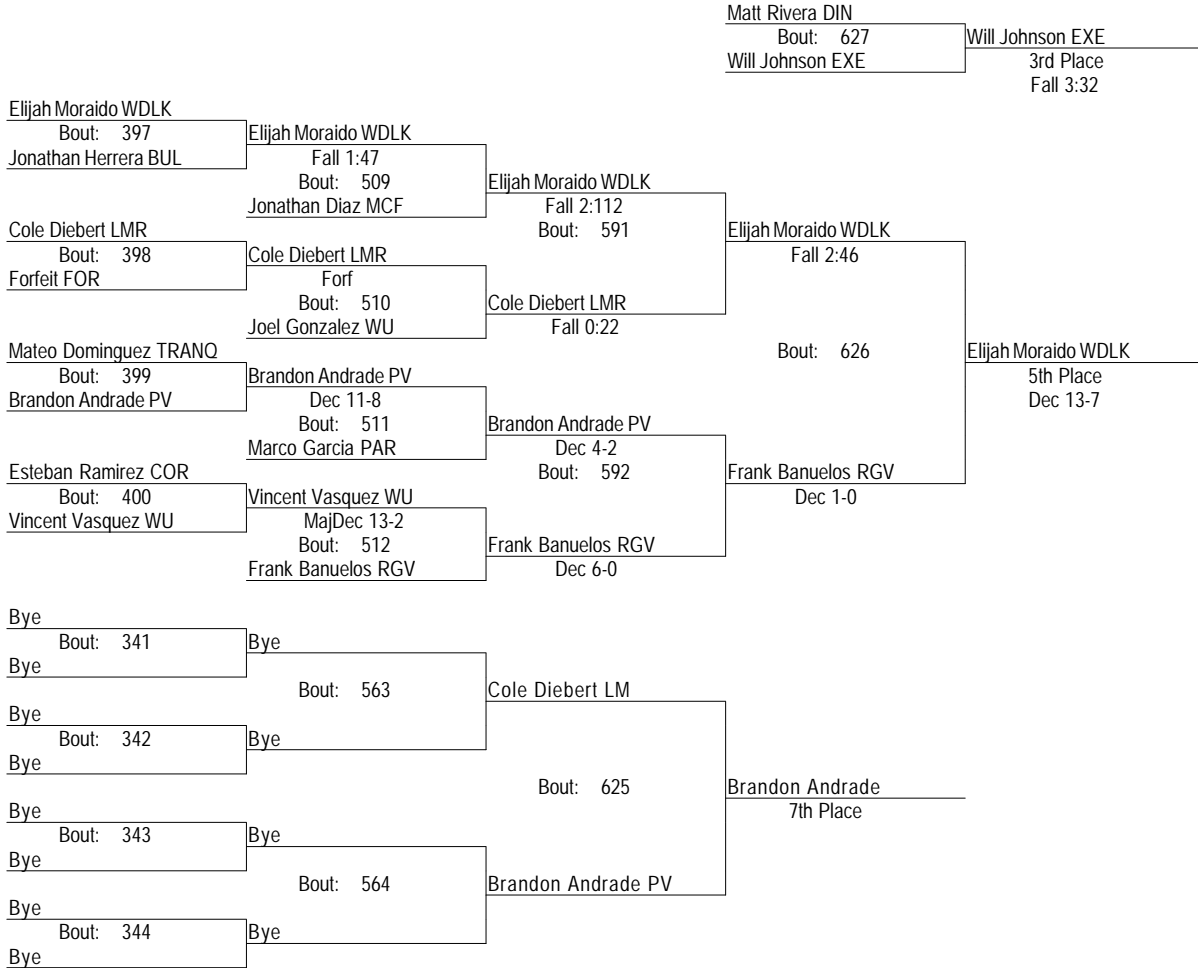 Matt Rivera DIN
Bout: 627
Will Johnson EXE
Will Johnson EXE
3rd Place
Fall 3:32
Elijah Moraido WDLK
Bout: 397
Jonathan Herrera BUL
Elijah Moraido WDLK
Fall 1:47
Bout: 509
Jonathan Diaz MCF
Elijah Moraido WDLK
Fall 2:112
Bout: 591
Cole Diebert LMR
Bout: 398
Forfeit FOR
Cole Diebert LMR
Forf
Bout: 510
Joel Gonzalez WU
Cole Diebert LMR
Fall 0:22
Elijah Moraido WDLK
Fall 2:46
Bout: 626
Elijah Moraido WDLK
5th Place
Dec 13-7
Mateo Dominguez TRANQ
Bout: 399
Brandon Andrade PV
Brandon Andrade PV
Dec 11-8
Bout: 511
Marco Garcia PAR
Brandon Andrade PV
Dec 4-2
Bout: 592
Esteban Ramirez COR
Bout: 400
Vincent Vasquez WU
Vincent Vasquez WU
MajDec 13-2
Bout: 512
Frank Banuelos RGV
Frank Banuelos RGV
Dec 6-0
Frank Banuelos RGV
Dec 1-0
Bye
Bout: 341
Bye
Bye
Bout: 563
Bye
Bout: 342
Bye
Bye
Cole Diebert LM
Bout: 625
Brandon Andrade
7th Place
Bye
Bout: 343
Bye
Bye
Bout: 564
Brandon Andrade PV
Bye
Bout: 344
Bye
Bye